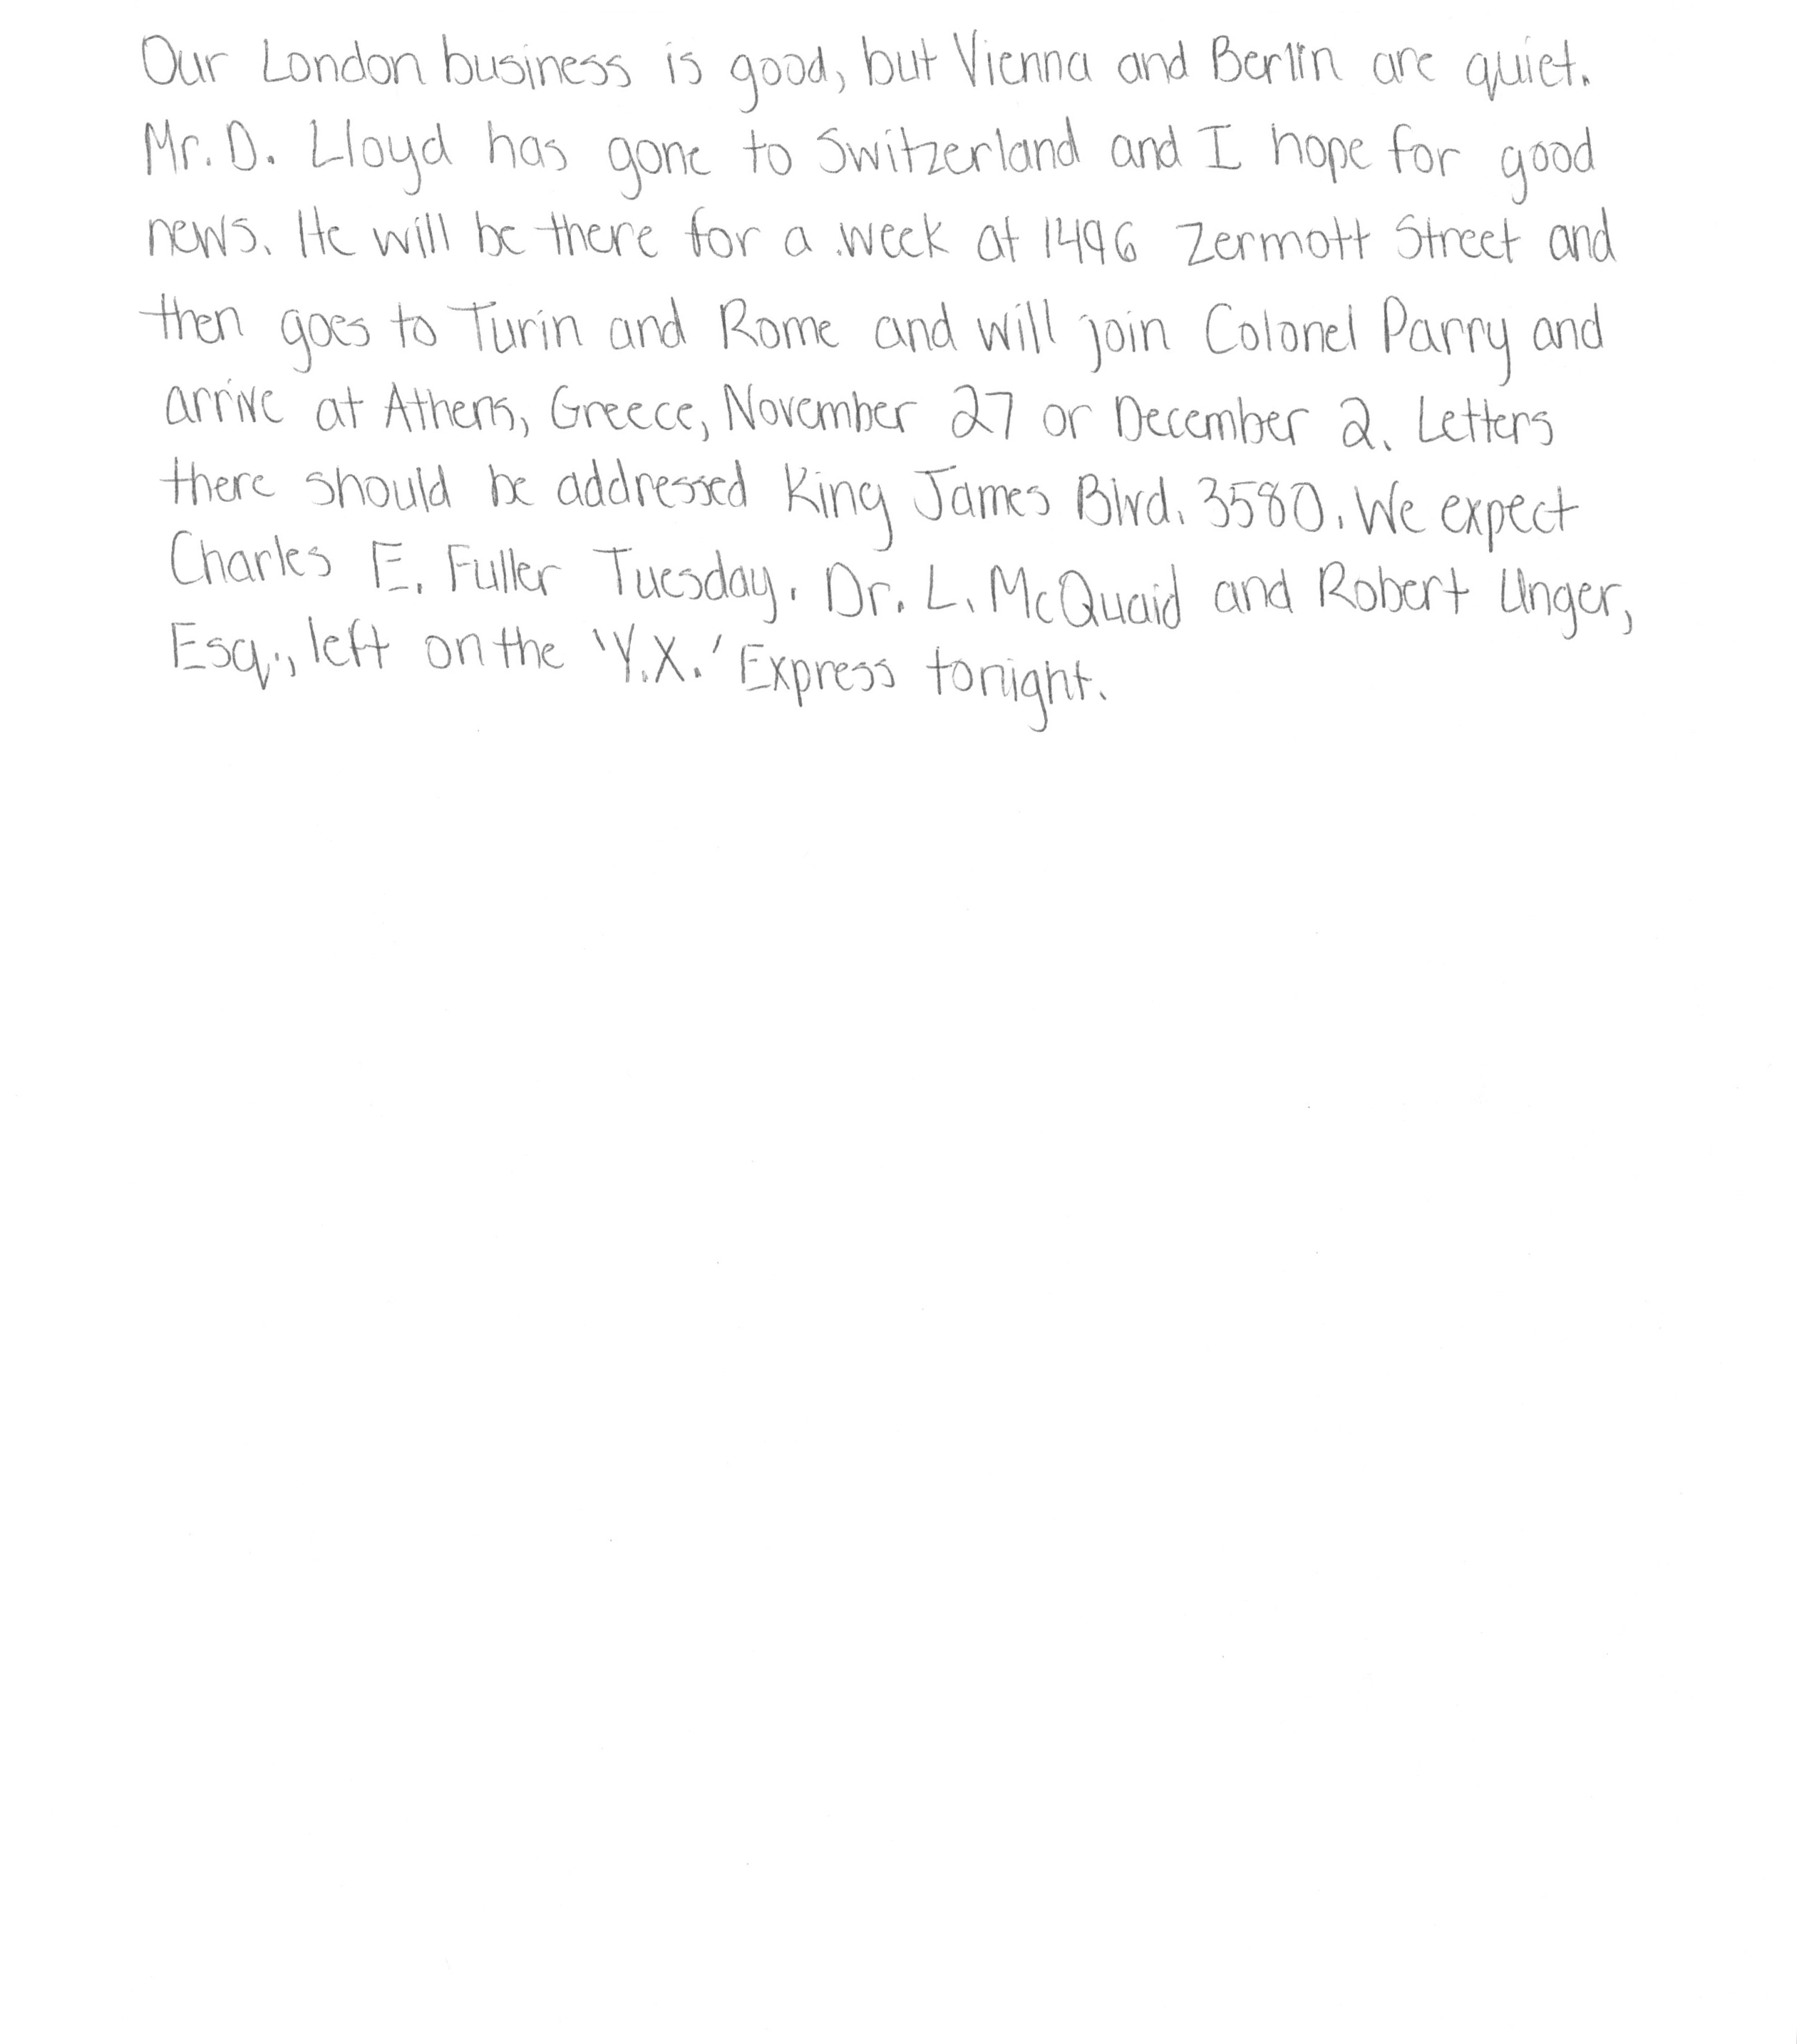 Our London business is good, but Vienna and Berlin are quiet.
Mr. D. Lloyd has gone to Switzerland and I hope for good
news. He will be there for a week at 1496 Zermott Street and
then goes to Turin and Rome and will join Colonel Parry and
arrive at Athens, Greece, November 27 or December 2. Letters
there should be addressed King James Blvd. 3580. We expect
Charles E. Fuller Tuesday. Dr. L. McQuaid and Robert Unger,
Esq., left on the 'Y.X.' Express tonight.